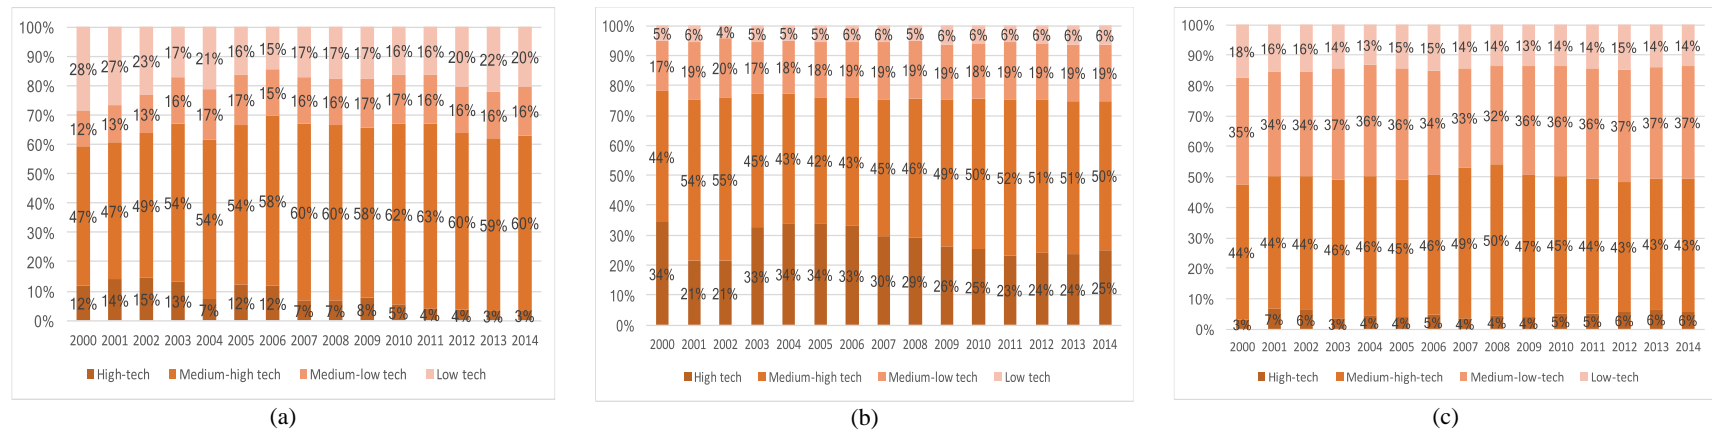 100%
90%
80%
70%
60%
50%
40%
30%
20%
10%
0%
28% 27% 23% 17% 21% 16% 15% 17% 17% 17% 16% 16% 20% 22% 20%
12% 13% 13% 16% 17% 17% 15% 16% 16% 17% 17% 16% 16% 16% 16%
47% 47% 49% 54% 54% 54% 58% 60% 60% 58% 62% 63% 60% 59% 60%
12% 14% 15% 13% 7% 12% 12% 7% 7% 8% 5% 4% 4% 3% 3%
2000 2001 2002 2003 2004 2005 2006 2007 2008 2009 2010 2011 2012 2013 2014
High-tech Medium-high tech Medium-low tech Low tech
(a)
100%
90%
80%
70%
60%
50%
40%
30%
20%
10%
0%
5% 6% 4% 5% 5% 5% 6% 6% 5% 6% 6% 6% 6% 6% 6%
17% 19% 20% 17% 18% 18% 19% 19% 19% 19% 18% 19% 19% 19% 19%
44% 54% 55% 45% 43% 42% 43% 45% 46% 49% 50% 52% 51% 51% 50%
34% 21% 21% 33% 34% 34% 33% 30% 29% 26% 25% 23% 24% 24% 25%
2000 2001 2002 2003 2004 2005 2006 2007 2008 2009 2010 2011 2012 2013 2014
High tech Medium-high tech Medium-low tech Low tech
(b)
100%
90%
80%
70%
60%
50%
40%
30%
20%
10%
0%
18% 16% 16% 14% 13% 15% 15% 14% 14% 13% 14% 14% 15% 14% 14%
35% 34% 34% 37% 36% 36% 34% 33% 32% 36% 36% 36% 37% 37% 37%
44% 44% 44% 46% 46% 45% 46% 49% 50% 47% 45% 44% 43% 43% 43%
3% 7% 6% 3% 4% 4% 5% 4% 4% 4% 5% 5% 6% 6% 6%
2000 2001 2002 2003 2004 2005 2006 2007 2008 2009 2010 2011 2012 2013 2014
High-tech Medium-high-tech Medium-low-tech Low-tech
(c)